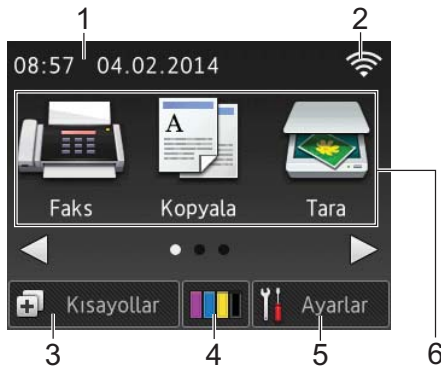 1 2
08:57 04.02.2014
A
Faks Kopyala Tara
Kısayollar Ayarlar
3 4 5 6